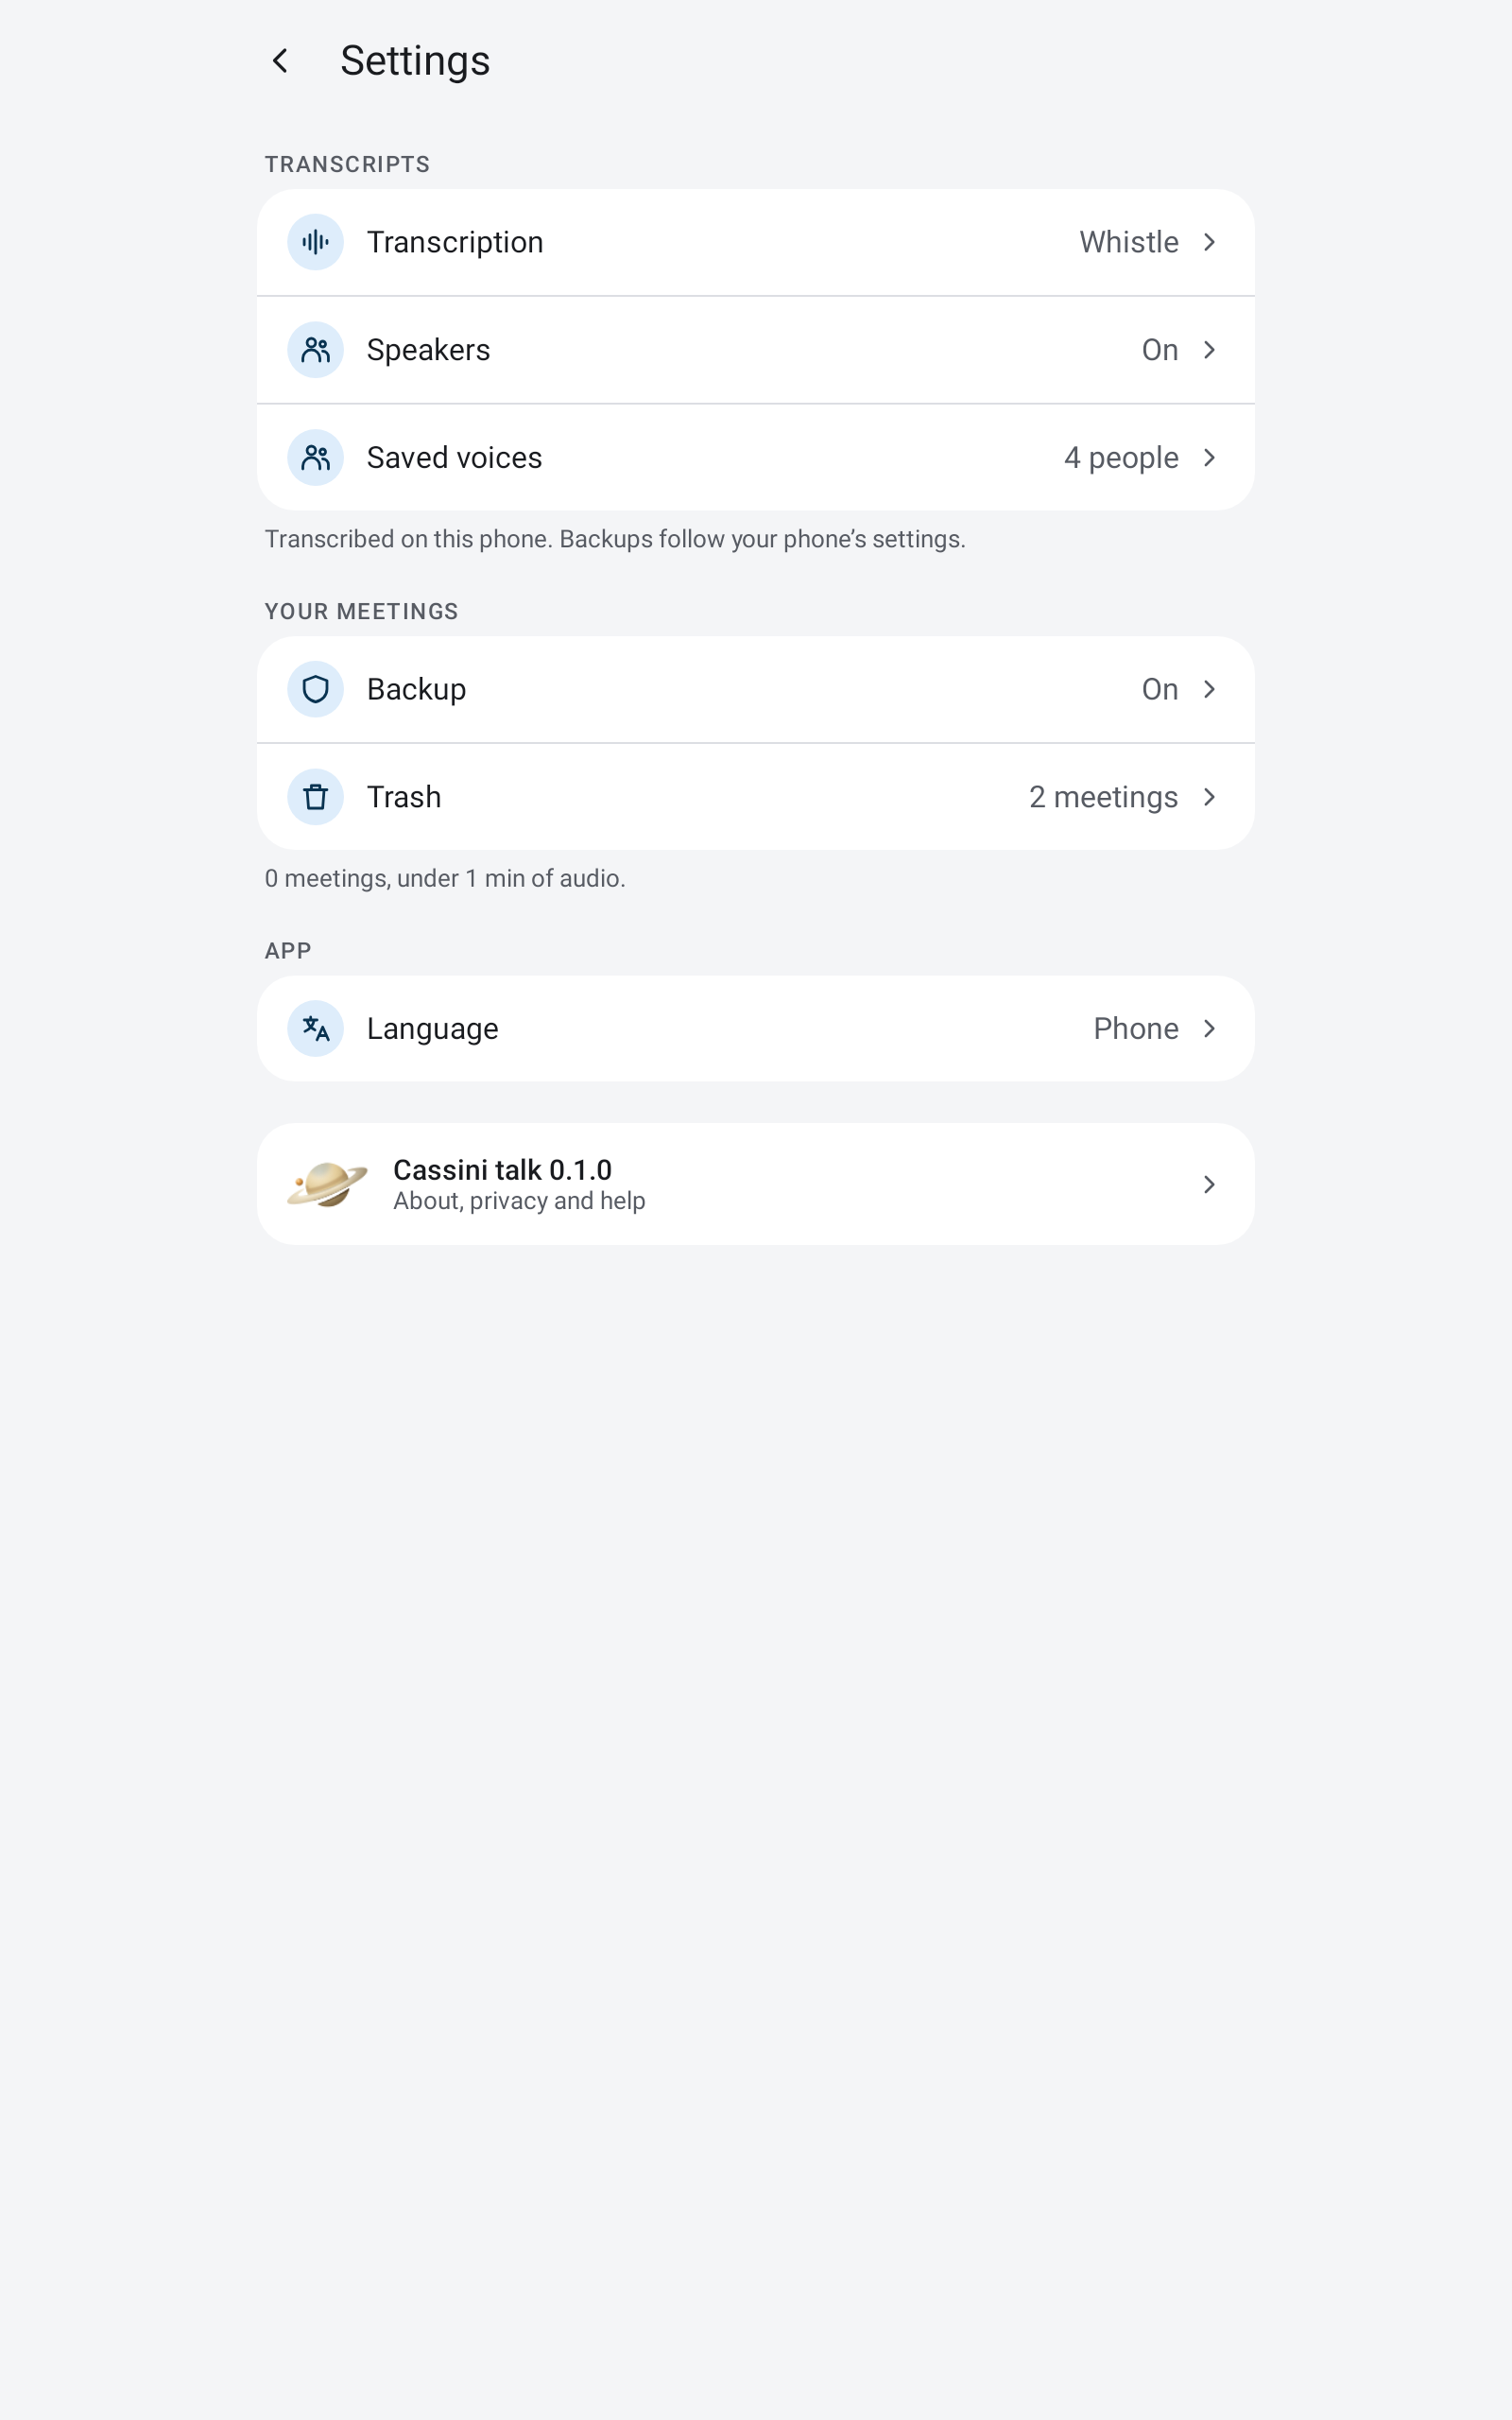 Settings
TRANSCRIPTS
Transcription Whistle
Speakers On
Saved voices 4 people
Transcribed on this phone. Backups follow your phone’s settings.
YOUR MEETINGS
Backup On
Trash 2 meetings
0 meetings, under 1 min of audio.
APP
Language Phone
Cassini talk 0.1.0
About, privacy and help